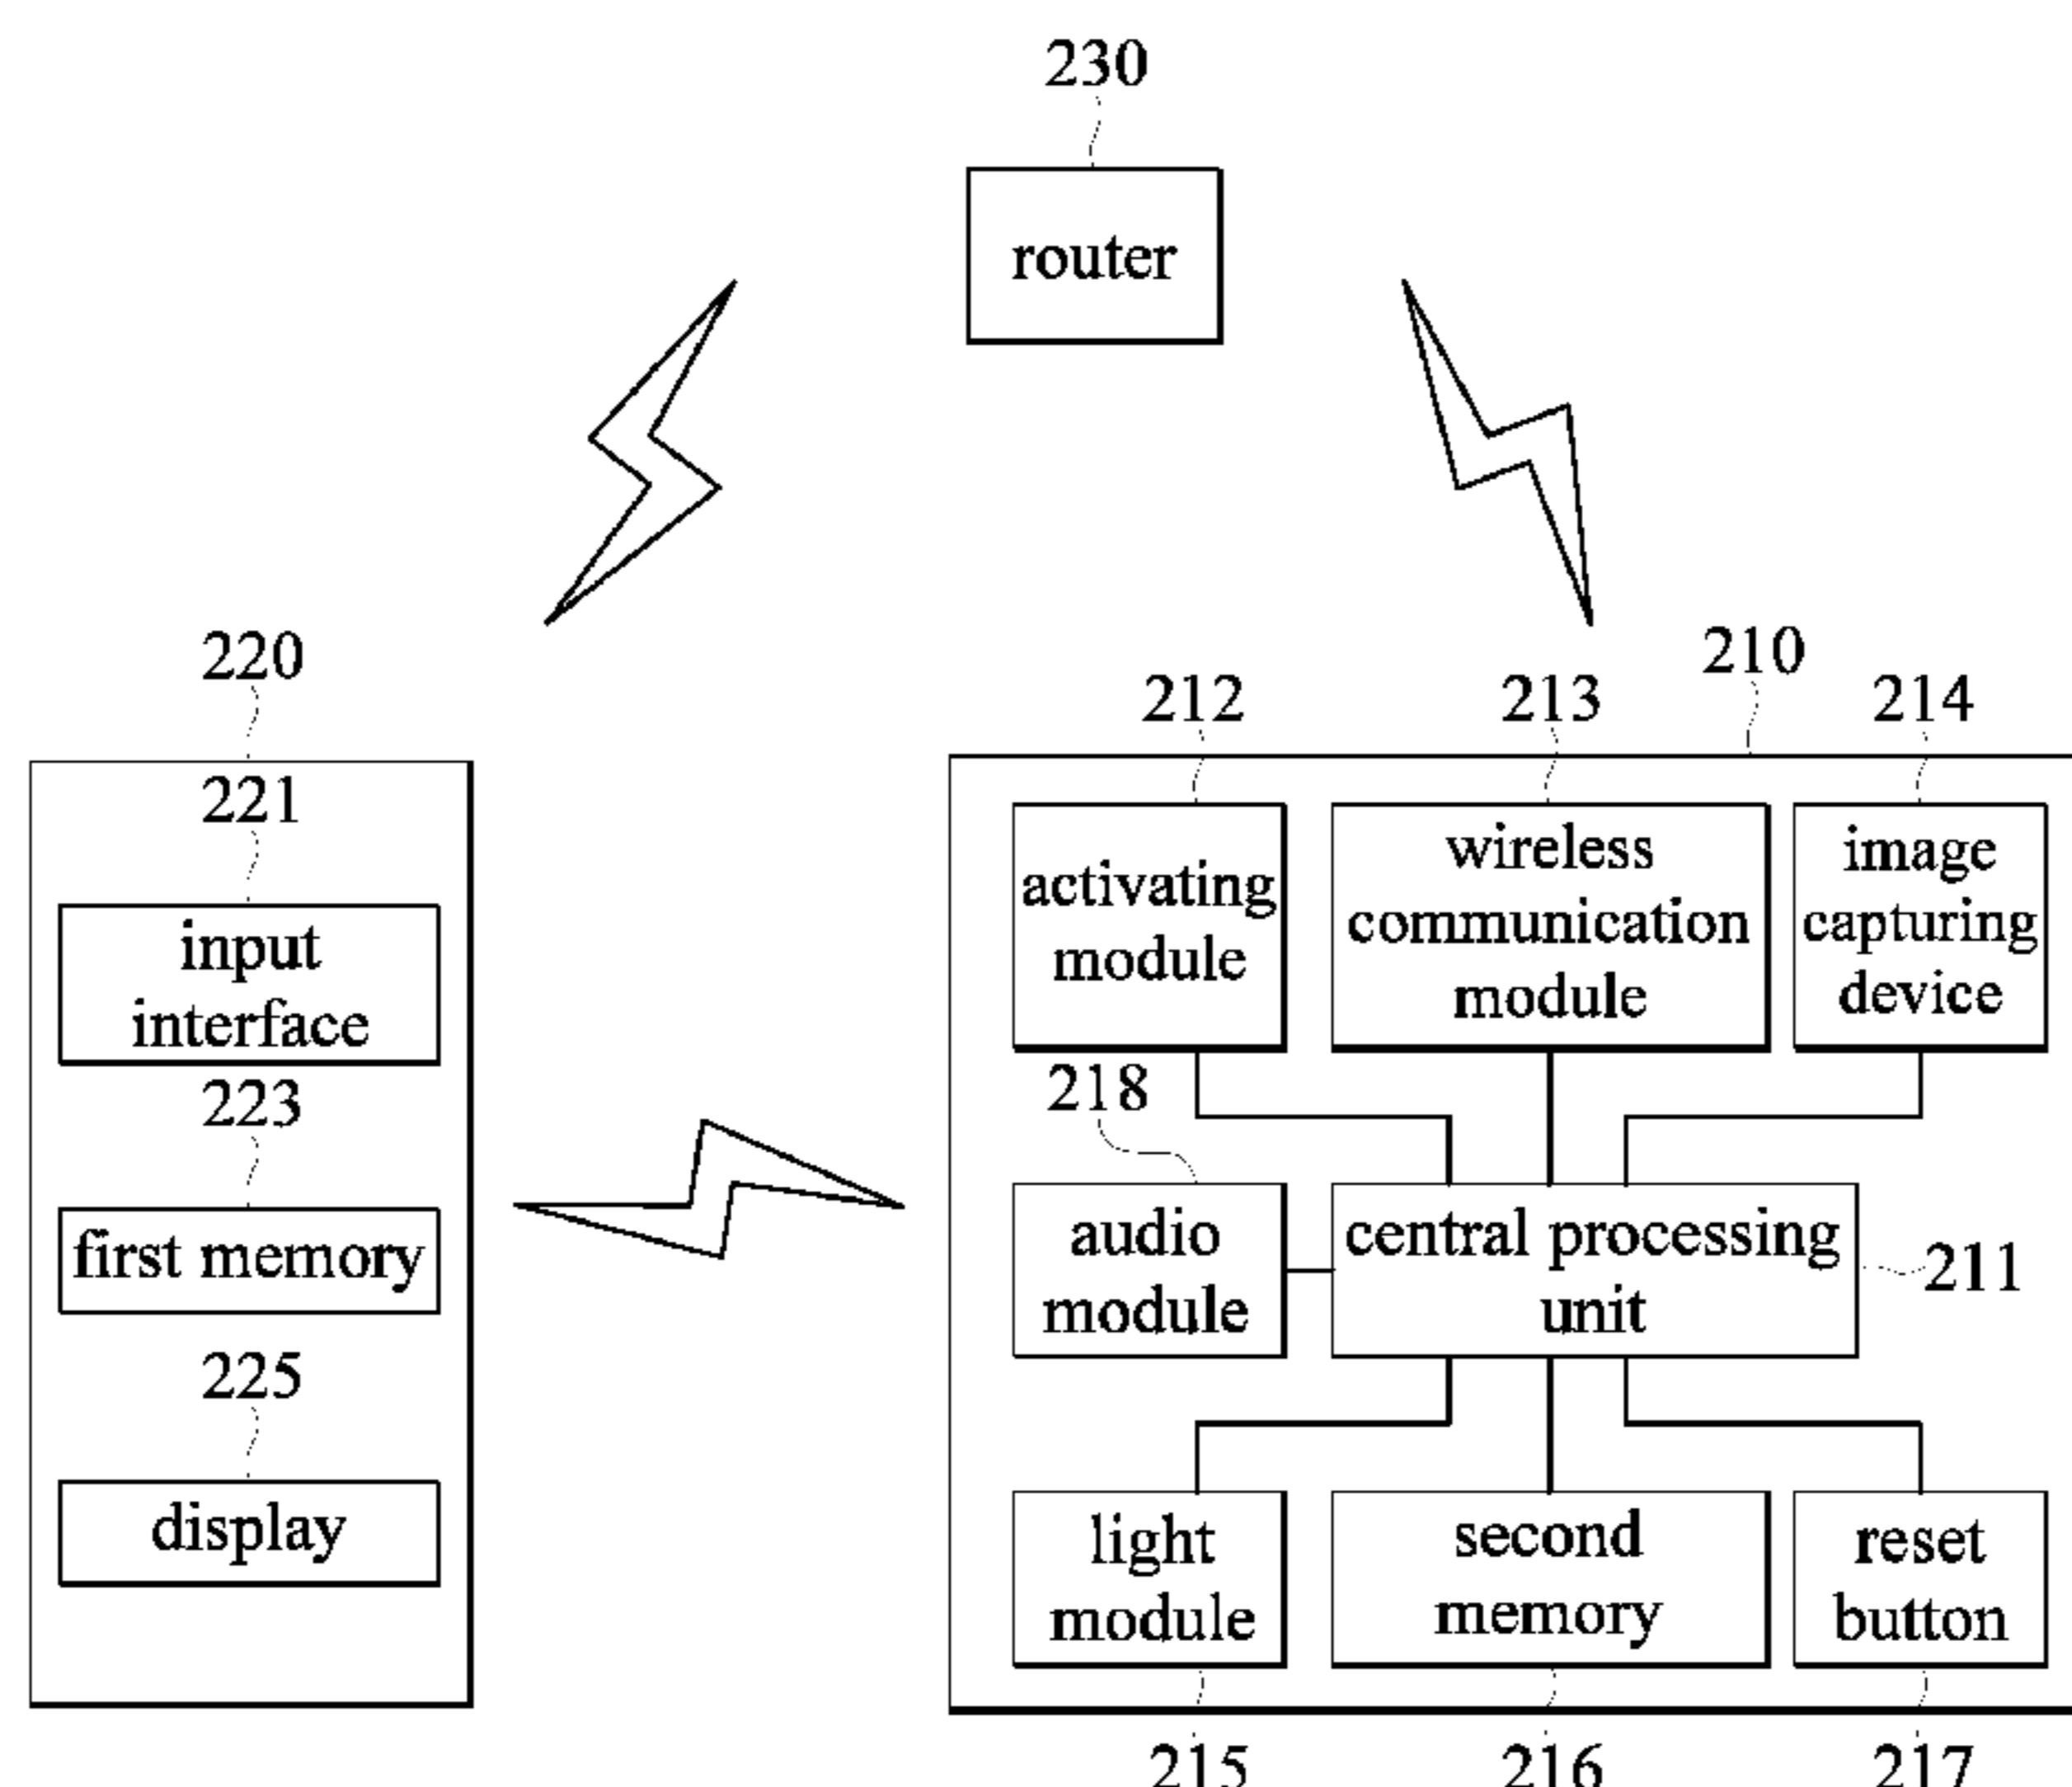 230
router
220
210
212
213
214
221
activating
module
wireless
communication
module
image
capturing
device
input
interface
218
223
audio
module
central processing
unit
211
first memory
225
display
light
module
second
memory
reset
button
215
216
217